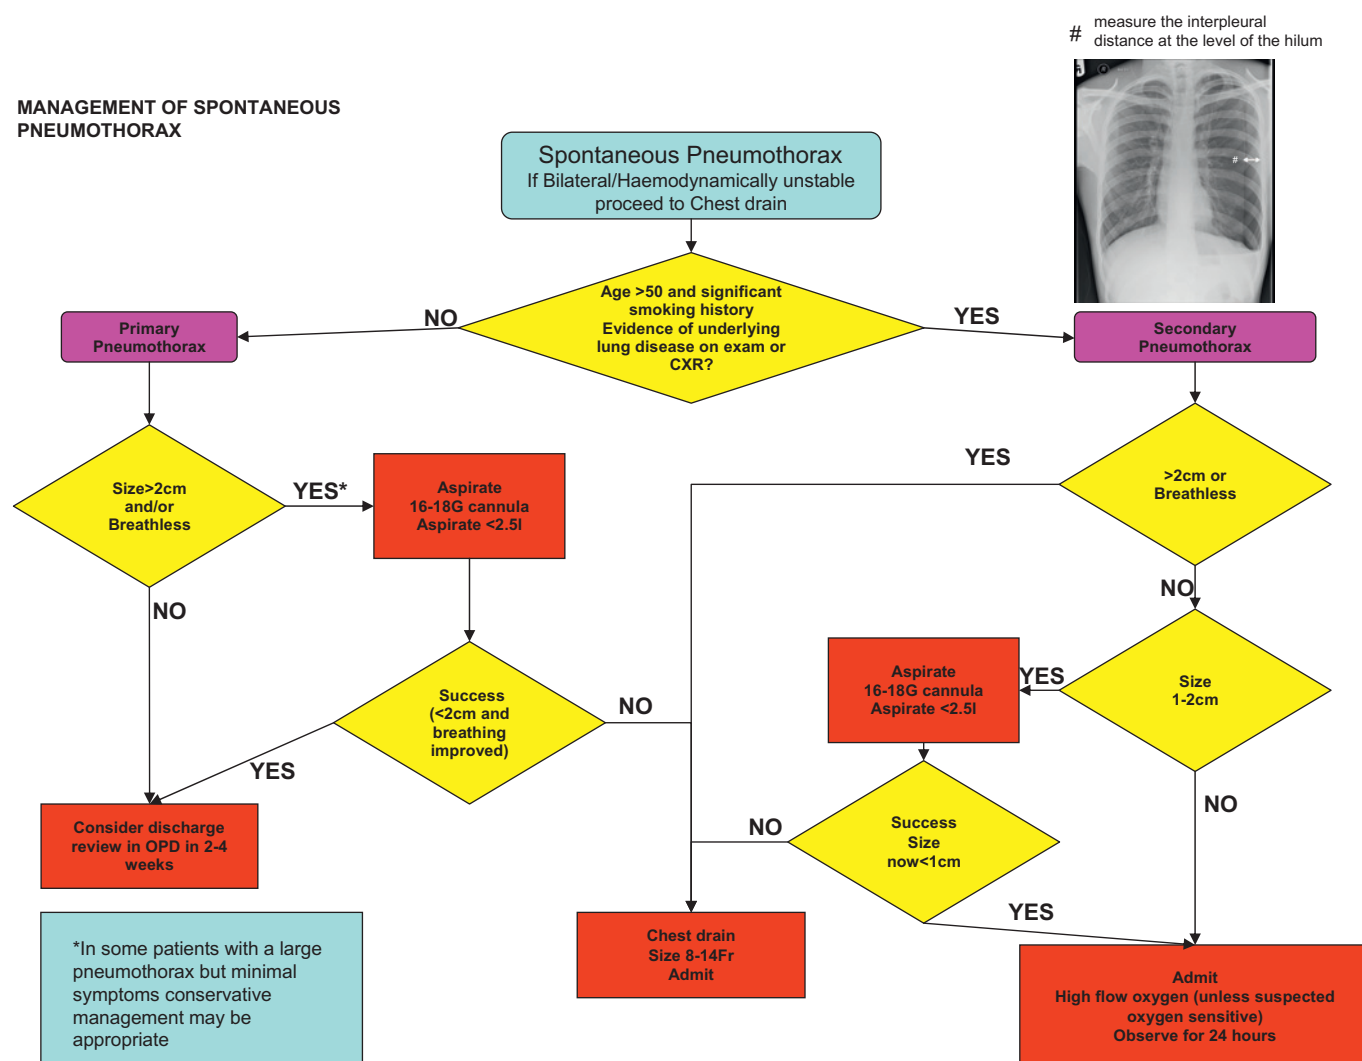 # measure the interpleural
distance at the level of the hilum
MANAGEMENT OF SPONTANEOUS
PNEUMOTHORAX
Spontaneous Pneumothorax
If Bilateral/Haemodynamically unstable
proceed to Chest drain
#
Age >50 and significant
smoking history
Evidence of underlying
lung disease on exam or
CXR?
NO
YES
Primary
Pneumothorax
Secondary
Pneumothorax
Size>2cm
and/or
Breathless
YES*
Aspirate
16-18G cannula
Aspirate <2.5l
YES
>2cm or
Breathless
NO
NO
Success
(<2cm and
breathing
improved)
NO
YES
Aspirate
16-18G cannula
Aspirate <2.5l
YES
Size
1-2cm
NO
Consider discharge
review in OPD in 2-4
weeks
NO
Success
Size
now<1cm
YES
*In some patients with a large
pneumothorax but minimal
symptoms conservative
management may be
appropriate
Chest drain
Size 8-14Fr
Admit
Admit
High flow oxygen (unless suspected
oxygen sensitive)
Observe for 24 hours